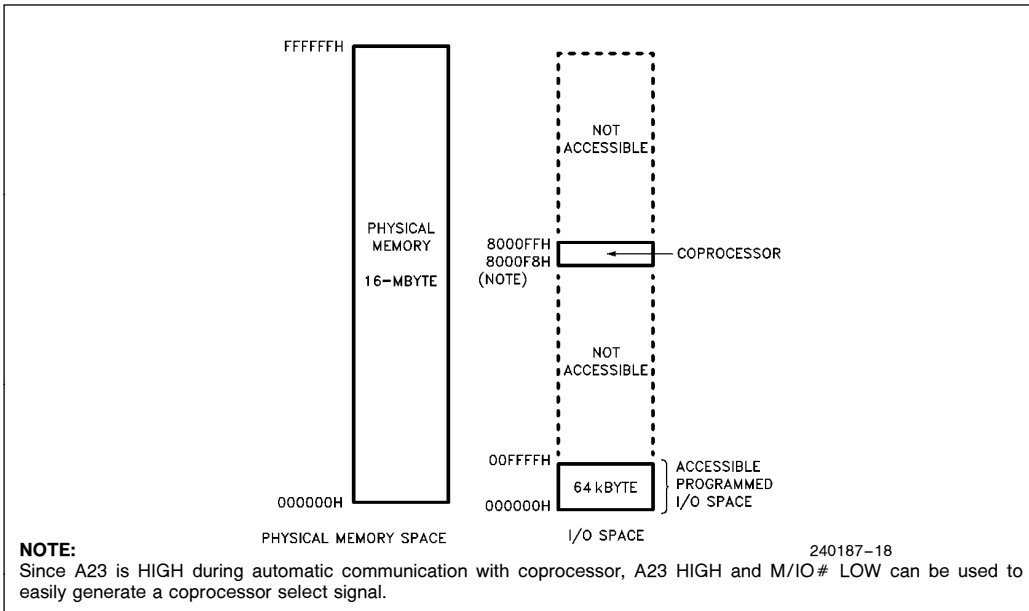 FFFFFFH
PHYSICAL
MEMORY
16-MBYTE
000000H
PHYSICAL MEMORY SPACE
NOT
ACCESSIBLE
8000FFH
8000F8H
(NOTE)
COPROCESSOR
NOT
ACCESSIBLE
00FFFFH
64 kBYTE
000000H
ACCESSIBLE
PROGRAMMED
I/O SPACE
I/O SPACE
240187–18
NOTE:
Since A23 is HIGH during automatic communication with coprocessor, A23 HIGH and M/IO# LOW can be used to
easily generate a coprocessor select signal.